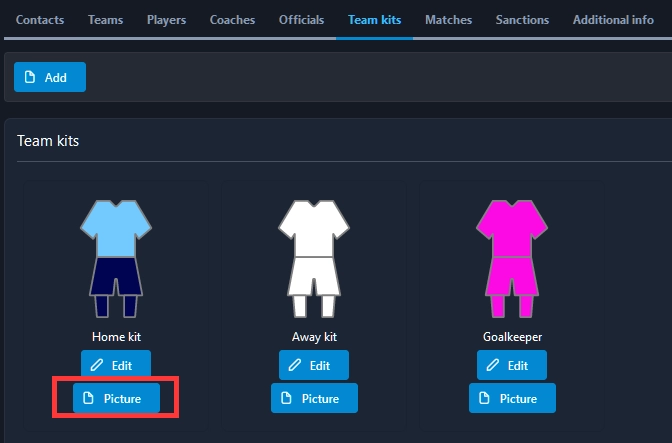 Contacts Teams Players Coaches Officials Team kits Matches Sanctions Additional info
Add
Team kits
Home kit Away kit Goalkeeper
Edit Edit Edit
Picture Picture Picture